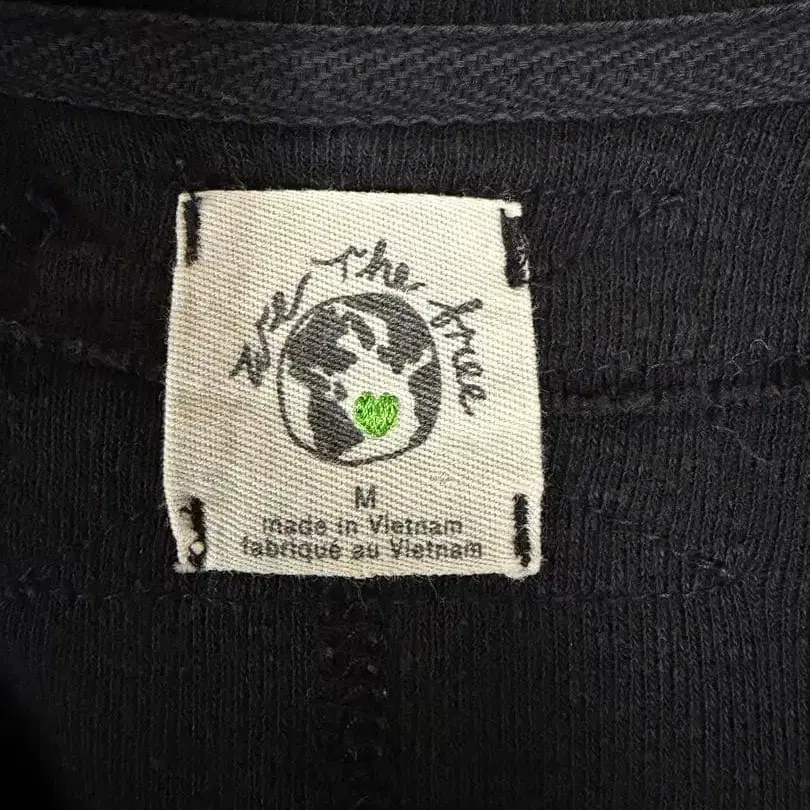 we The free
M
made in Vietnam
fabriqué au Vietnam